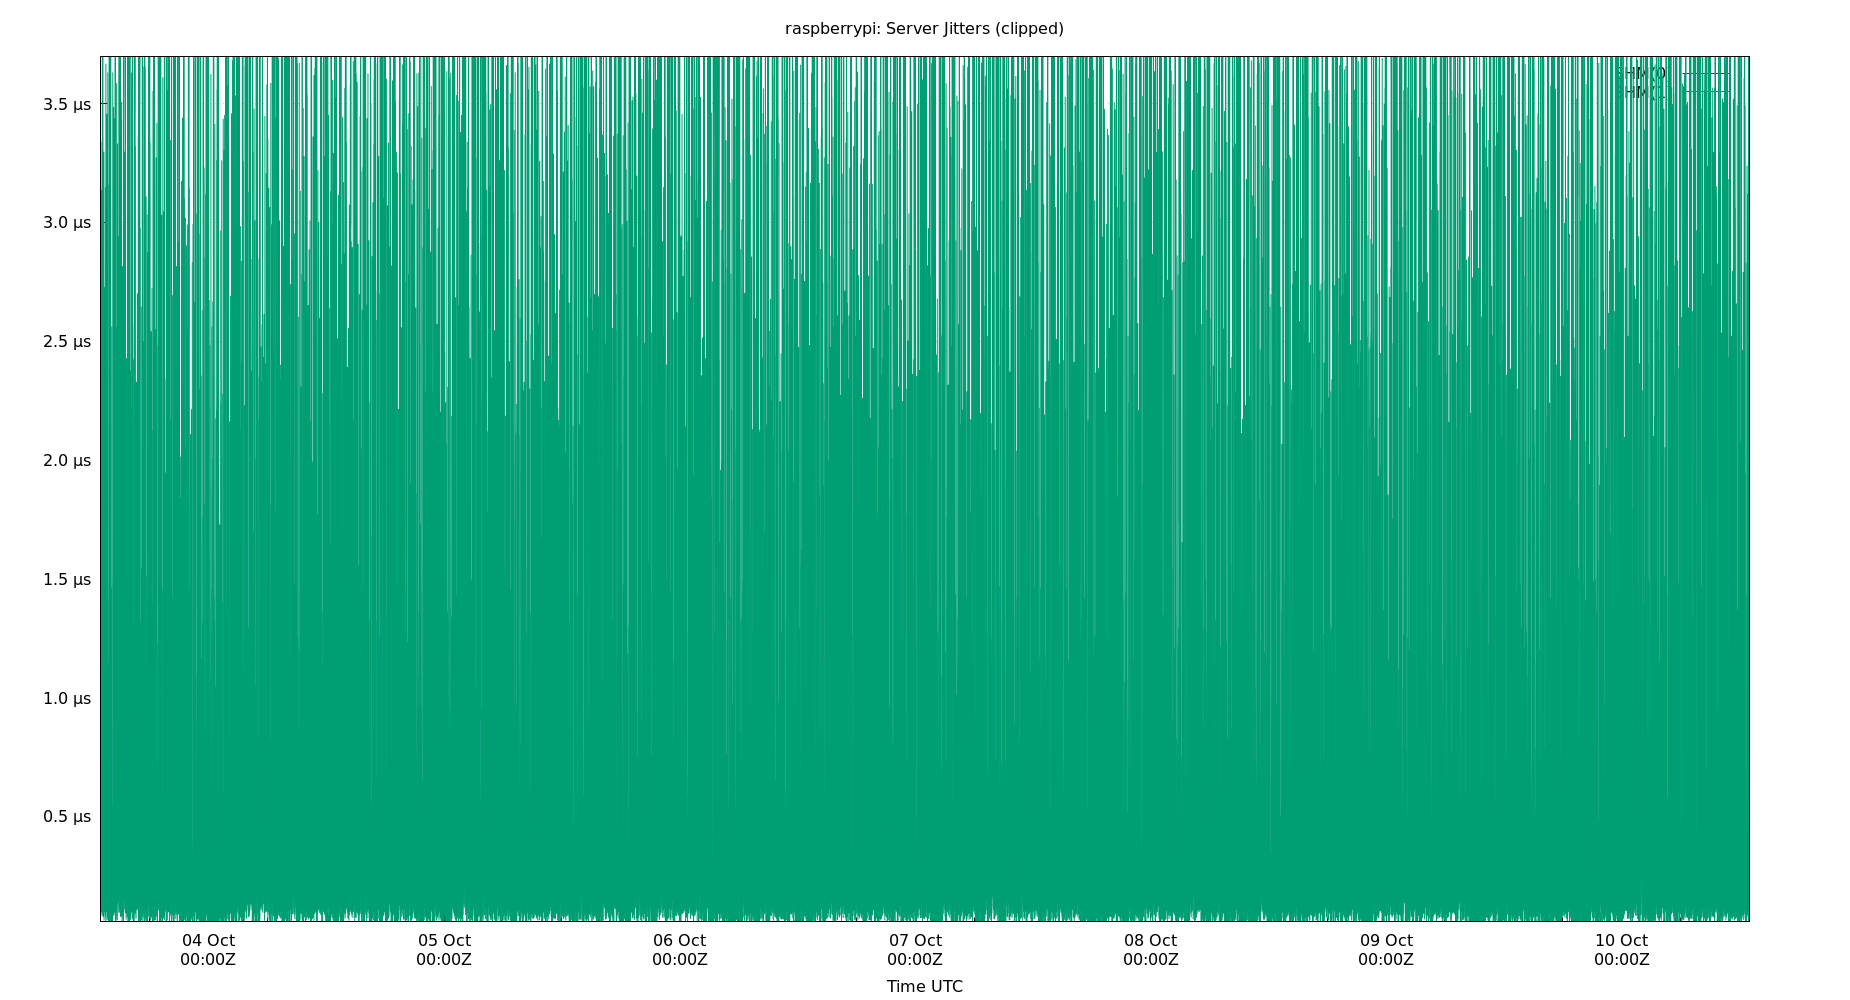 raspberrypi: Server Jitters (clipped)
3.5 μs
3.0 μs
2.5 μs
2.0 μs
1.5 μs
1.0 μs
0.5 μs
04 Oct 05 Oct 06 Oct 07 Oct 08 Oct 09 Oct 10 Oct
00:00Z 00:00Z 00:00Z 00:00Z 00:00Z 00:00Z 00:00Z
Time UTC